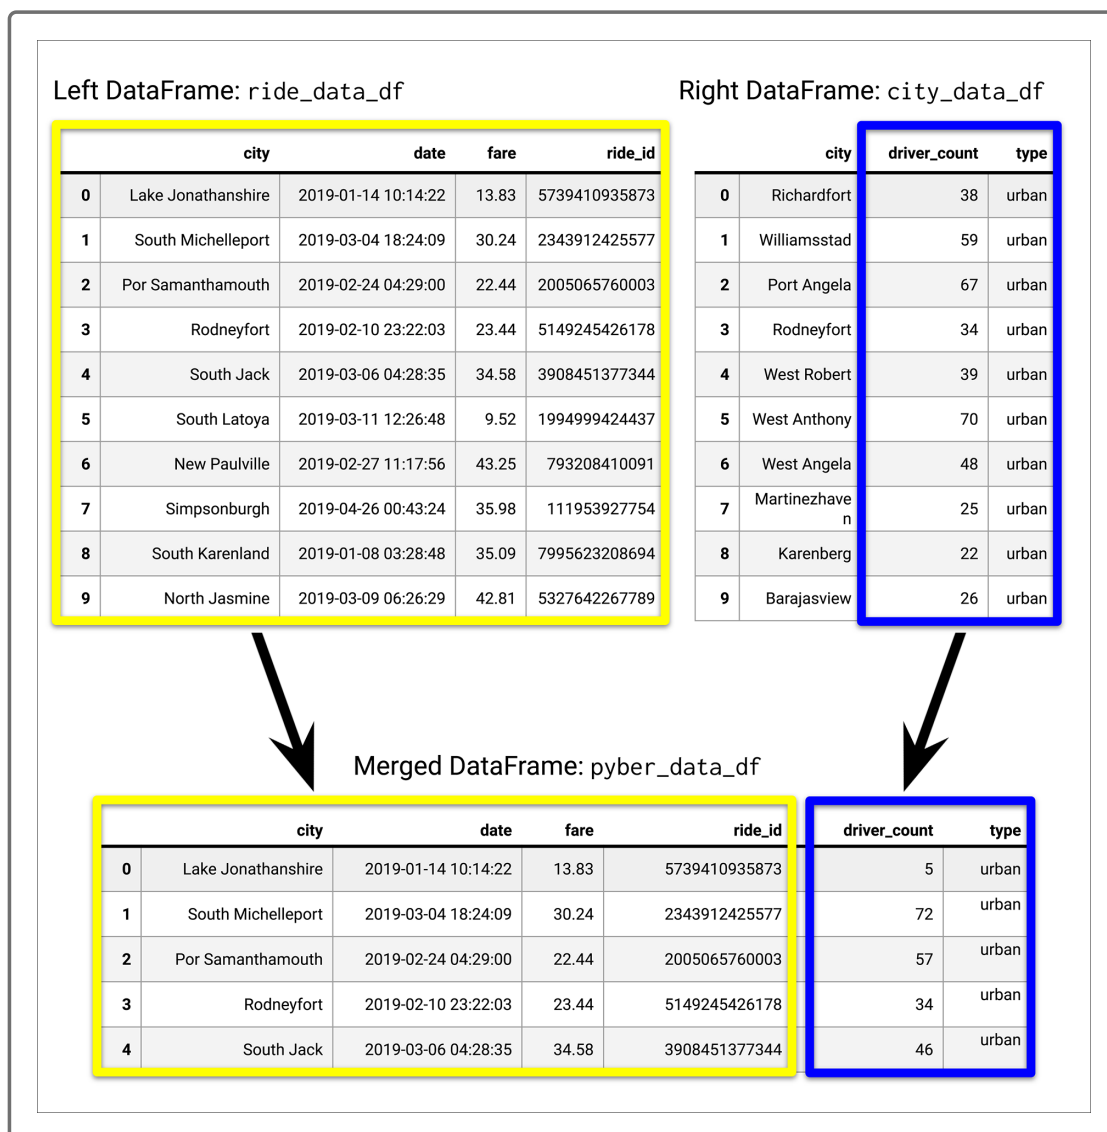 Left DataFrame: ride_data_df
Right DataFrame: city_data_df
city date fare ride_id
0 Lake Jonathanshire 2019-01-14 10:14:22 13.83 5739410935873
1 South Michelleport 2019-03-04 18:24:09 30.24 2343912425577
2 Por Samanthamouth 2019-02-24 04:29:00 22.44 2005065760003
3 Rodneyfort 2019-02-10 23:22:03 23.44 5149245426178
4 South Jack 2019-03-06 04:28:35 34.58 3908451377344
5 South Latoya 2019-03-11 12:26:48 9.52 1994999424437
6 New Paulville 2019-02-27 11:17:56 43.25 793208410091
7 Simpsonburgh 2019-04-26 00:43:24 35.98 111953927754
8 South Karenland 2019-01-08 03:28:48 35.09 7995623208694
9 North Jasmine 2019-03-09 06:26:29 42.81 5327642267789
city driver_count type
0 Richardfort 38 urban
1 Williamsstad 59 urban
2 Port Angela 67 urban
3 Rodneyfort 34 urban
4 West Robert 39 urban
5 West Anthony 70 urban
6 West Angela 48 urban
7 Martinezhave
n 25 urban
8 Karenberg 22 urban
9 Barajasview 26 urban
Merged DataFrame: pyber_data_df
city date fare ride_id driver_count type
0 Lake Jonathanshire 2019-01-14 10:14:22 13.83 5739410935873 5 urban
1 South Michelleport 2019-03-04 18:24:09 30.24 2343912425577 72 urban
2 Por Samanthamouth 2019-02-24 04:29:00 22.44 2005065760003 57 urban
3 Rodneyfort 2019-02-10 23:22:03 23.44 5149245426178 34 urban
4 South Jack 2019-03-06 04:28:35 34.58 3908451377344 46 urban